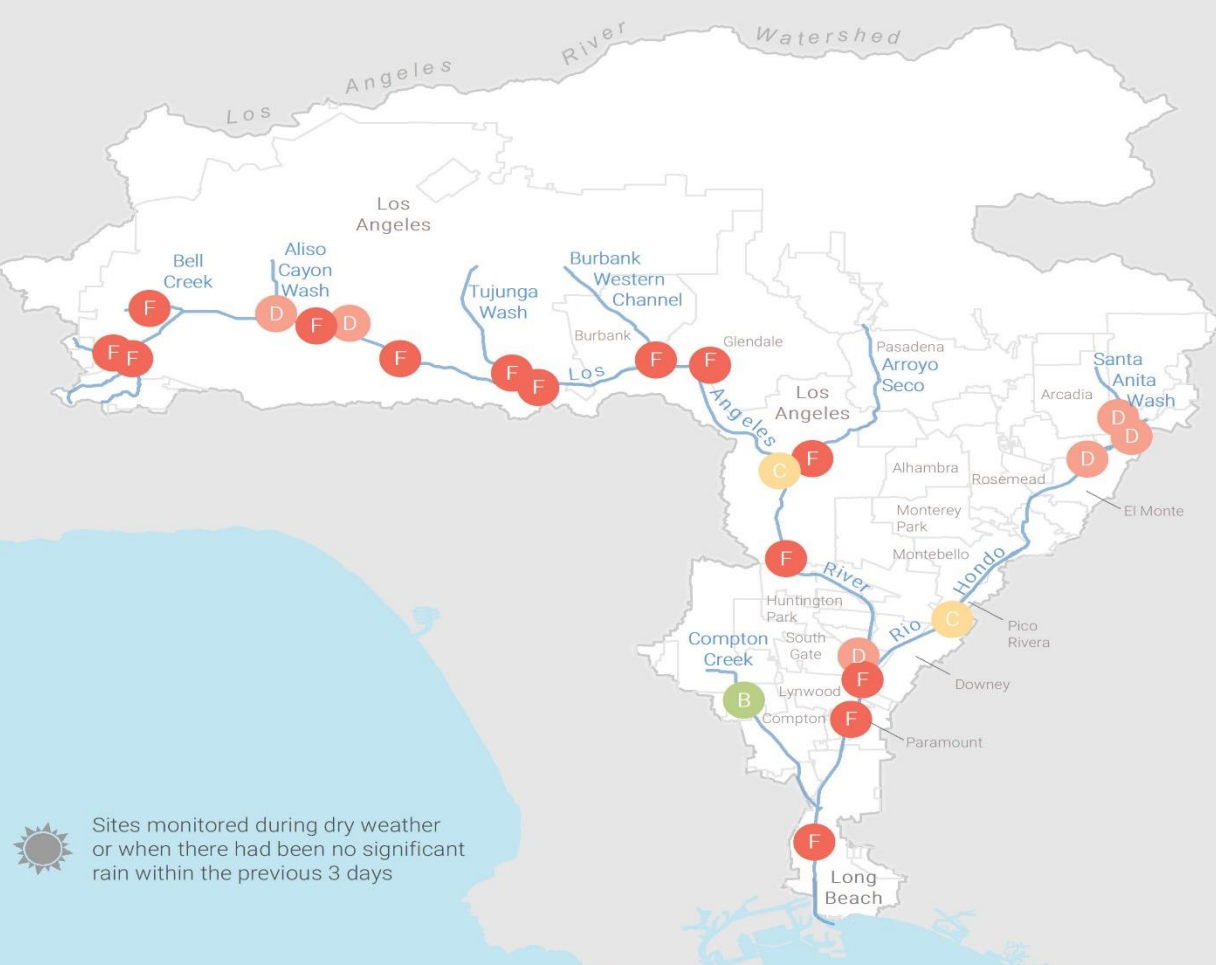 Los Angeles River Watershed
Los
Angeles
Bell
Creek
Aliso
Cayon
Wash
Tujunga
Wash
Burbank
Western
Channel
Burbank
Glendale
Pasadena
Arroyo
Seco
Los
Angeles
Santa
Anita
Wash
Arcadia
F
D
F
D
F
F
F
F
F
F
F
Los Angeles River
C
F
D
D
D
Alhambra
Rosemead
El Monte
Monterey
Park
Montebello
F
Rio Hondo
Huntington
Park
C
Pico
Rivera
Compton
Creek
South
Gate
D
F
Downey
B
Lynwood
Compton
F
Paramount
Sites monitored during dry weather
or when there had been no significant
rain within the previous 3 days
F
Long
Beach